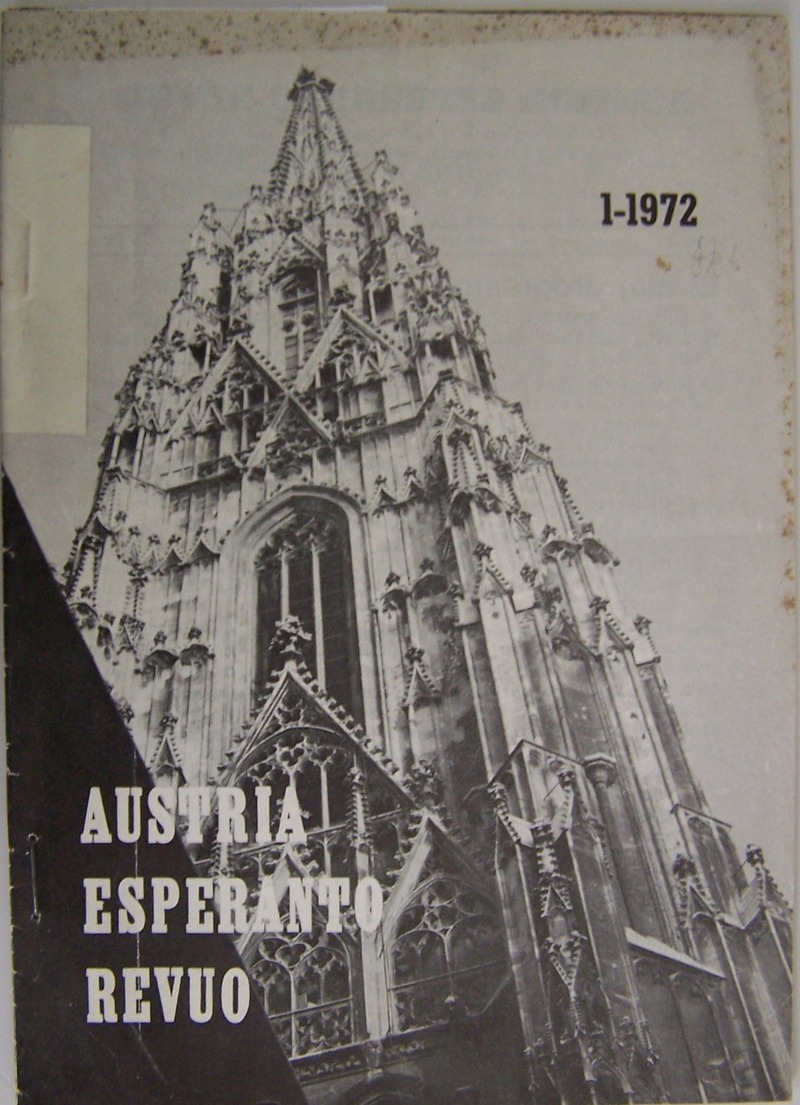 1-1972
AUSTRIA
ESPERANTO
REVUO